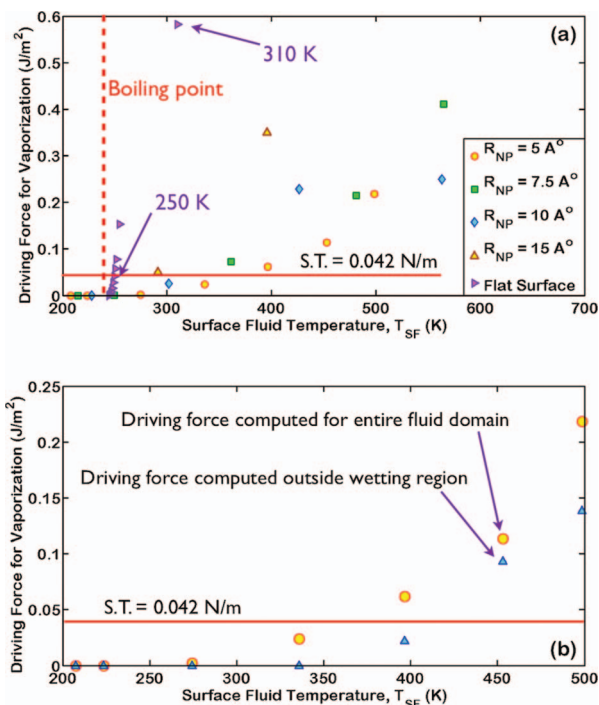 0.6
0.5
0.4
0.3
0.2
0.1
0
200 300 400 500 600 700
Driving Force for Vaporization (J/m²)
Surface Fluid Temperature, T_SF (K)
(a)
310 K
Boiling point
250 K
S.T. = 0.042 N/m
R_NP = 5 A°
R_NP = 7.5 A°
R_NP = 10 A°
R_NP = 15 A°
Flat Surface
0.25
0.2
0.15
0.1
0.05
0
200 250 300 350 400 450 500
Driving Force for Vaporization (J/m²)
Surface Fluid Temperature, T_SF (K)
Driving force computed for entire fluid domain
Driving force computed outside wetting region
S.T. = 0.042 N/m
(b)